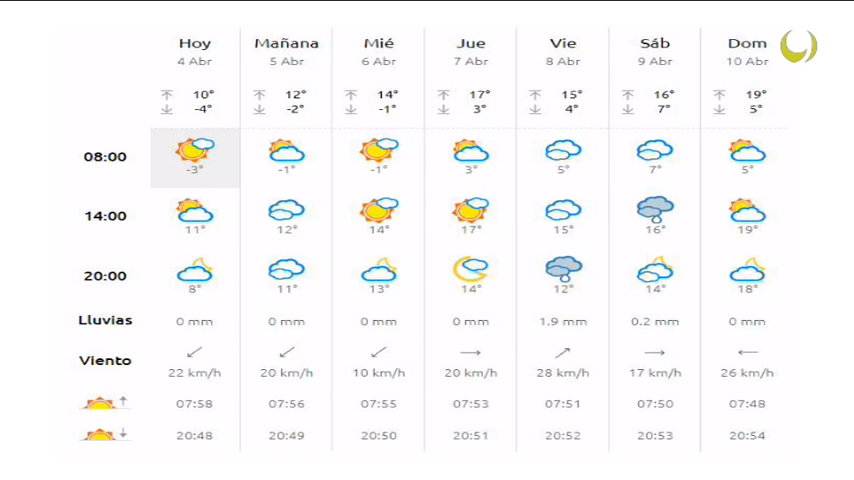 Hoy Mañana Mié Jue Vie Sáb Dom
4 Abr 5 Abr 6 Abr 7 Abr 8 Abr 9 Abr 10 Abr
10° 12° 14° 17° 15° 16° 19°
-4° -2° -1° 3° 4° 7° 5°
08:00 -3° -1° -1° 3° 5° 7° 5°
14:00 11° 12° 14° 17° 15° 16° 19°
20:00 8° 11° 13° 14° 12° 14° 18°
Lluvias 0 mm 0 mm 0 mm 0 mm 1.9 mm 0.2 mm 0 mm
Viento 22 km/h 20 km/h 10 km/h 20 km/h 28 km/h 17 km/h 26 km/h
07:58 07:56 07:55 07:53 07:51 07:50 07:48
20:48 20:49 20:50 20:51 20:52 20:53 20:54